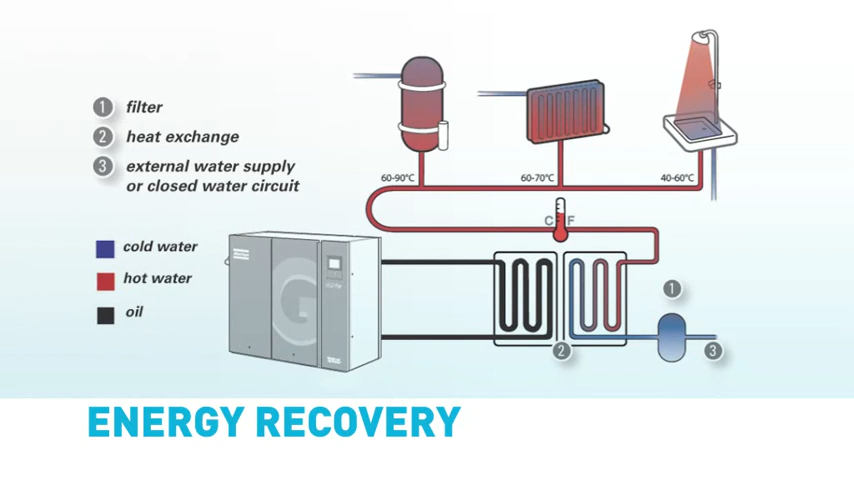 1 filter
2 heat exchange
3 external water supply
or closed water circuit
cold water
hot water
oil
60-90°C
60-70°C
40-60°C
C F
G
1
2
3
ENERGY RECOVERY